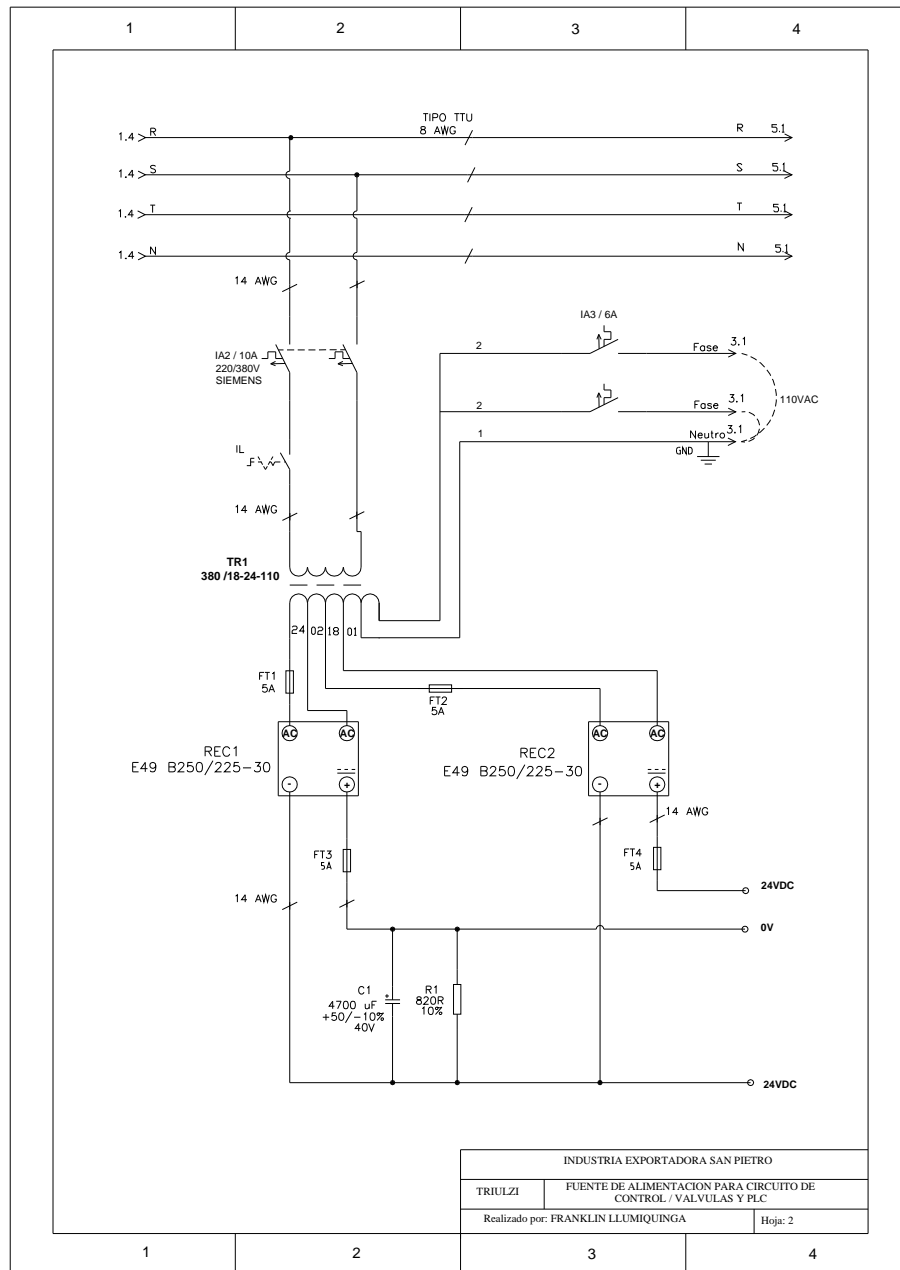 1 2 3 4
TIPO TTU
8 AWG
1.4 R R 5.1
1.4 S S 5.1
1.4 T T 5.1
1.4 N N 5.1
14 AWG
IA3 / 6A
2 Fase 3.1
IA2 / 10A
220/380V
SIEMENS
110VAC
2 Fase 3.1
1 Neutro 3.1
GND
IL
14 AWG
TR1
380 /18-24-110
24 02 18 01
FT1
5A
FT2
5A
AC AC
REC1
E49 B250/225-30
- +
AC AC
REC2
E49 B250/225-30
- +
14 AWG
FT3
5A
FT4
5A
24VDC
14 AWG
0V
C1
4700 uF
+50/-10%
40V
+
R1
820R
10%
24VDC
INDUSTRIA EXPORTADORA SAN PIETRO
TRIULZI
FUENTE DE ALIMENTACION PARA CIRCUITO DE
CONTROL / VALVULAS Y PLC
Realizado por: FRANKLIN LLUMIQUINGA
Hoja: 2
1 2 3 4